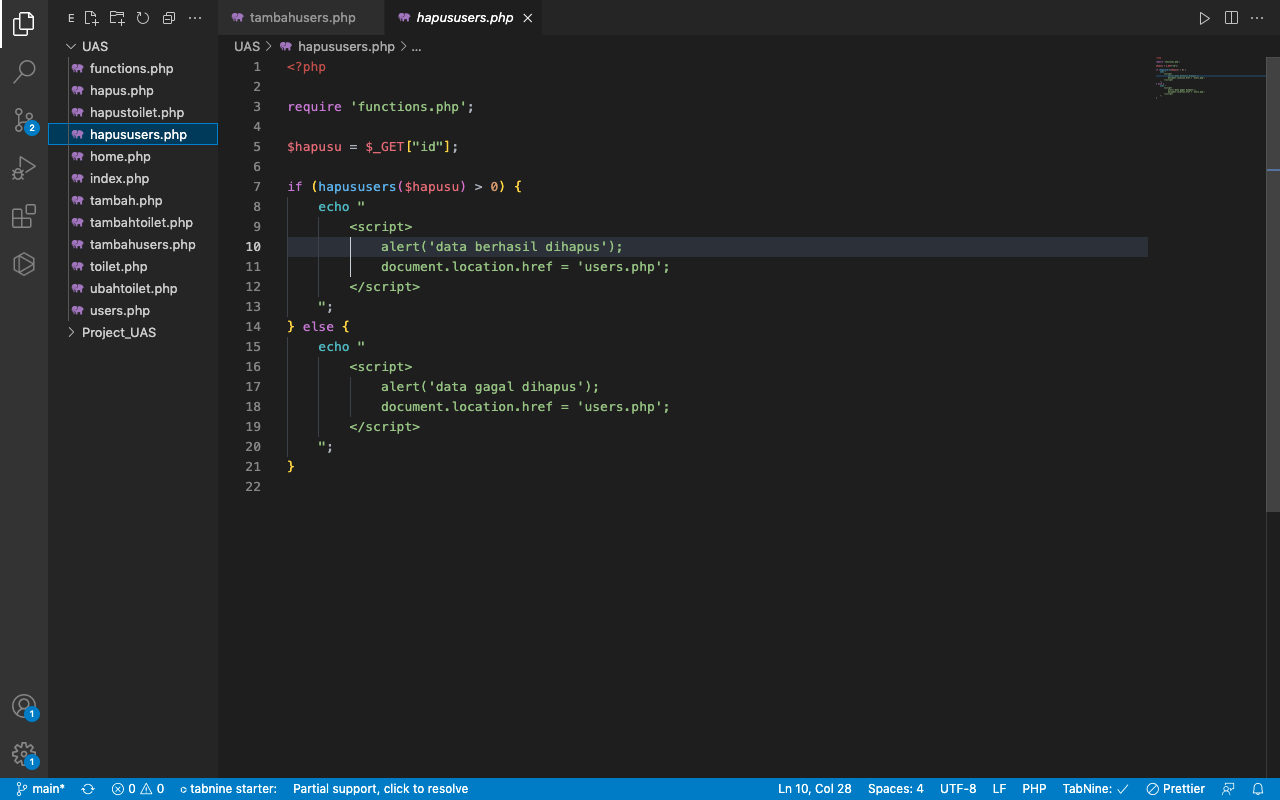 E
UAS
functions.php
hapus.php
hapustoilet.php
hapususers.php
home.php
index.php
tambah.php
tambahtoilet.php
tambahusers.php
toilet.php
ubahtoilet.php
users.php
Project_UAS
2
1
1
tambahusers.php
hapususers.php
UAS > hapususers.php > ...
1 <?php
2
3 require 'functions.php';
4
5 $hapusu = $_GET["id"];
6
7 if (hapususers($hapusu) > 0) {
8 echo "
9 <script>
10 alert('data berhasil dihapus');
11 document.location.href = 'users.php';
12 </script>
13 ";
14 } else {
15 echo "
16 <script>
17 alert('data gagal dihapus');
18 document.location.href = 'users.php';
19 </script>
20 ";
21 }
22
main* 0 0 tabnine starter: Partial support, click to resolve Ln 10, Col 28 Spaces: 4 UTF-8 LF PHP TabNine: Prettier